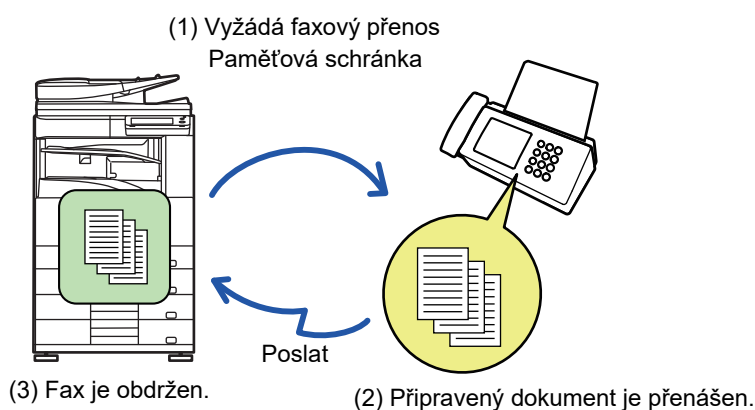 (1) Vyžádá faxový přenos
Paměťová schránka
Poslat
(3) Fax je obdržen.
(2) Připravený dokument je přenášen.